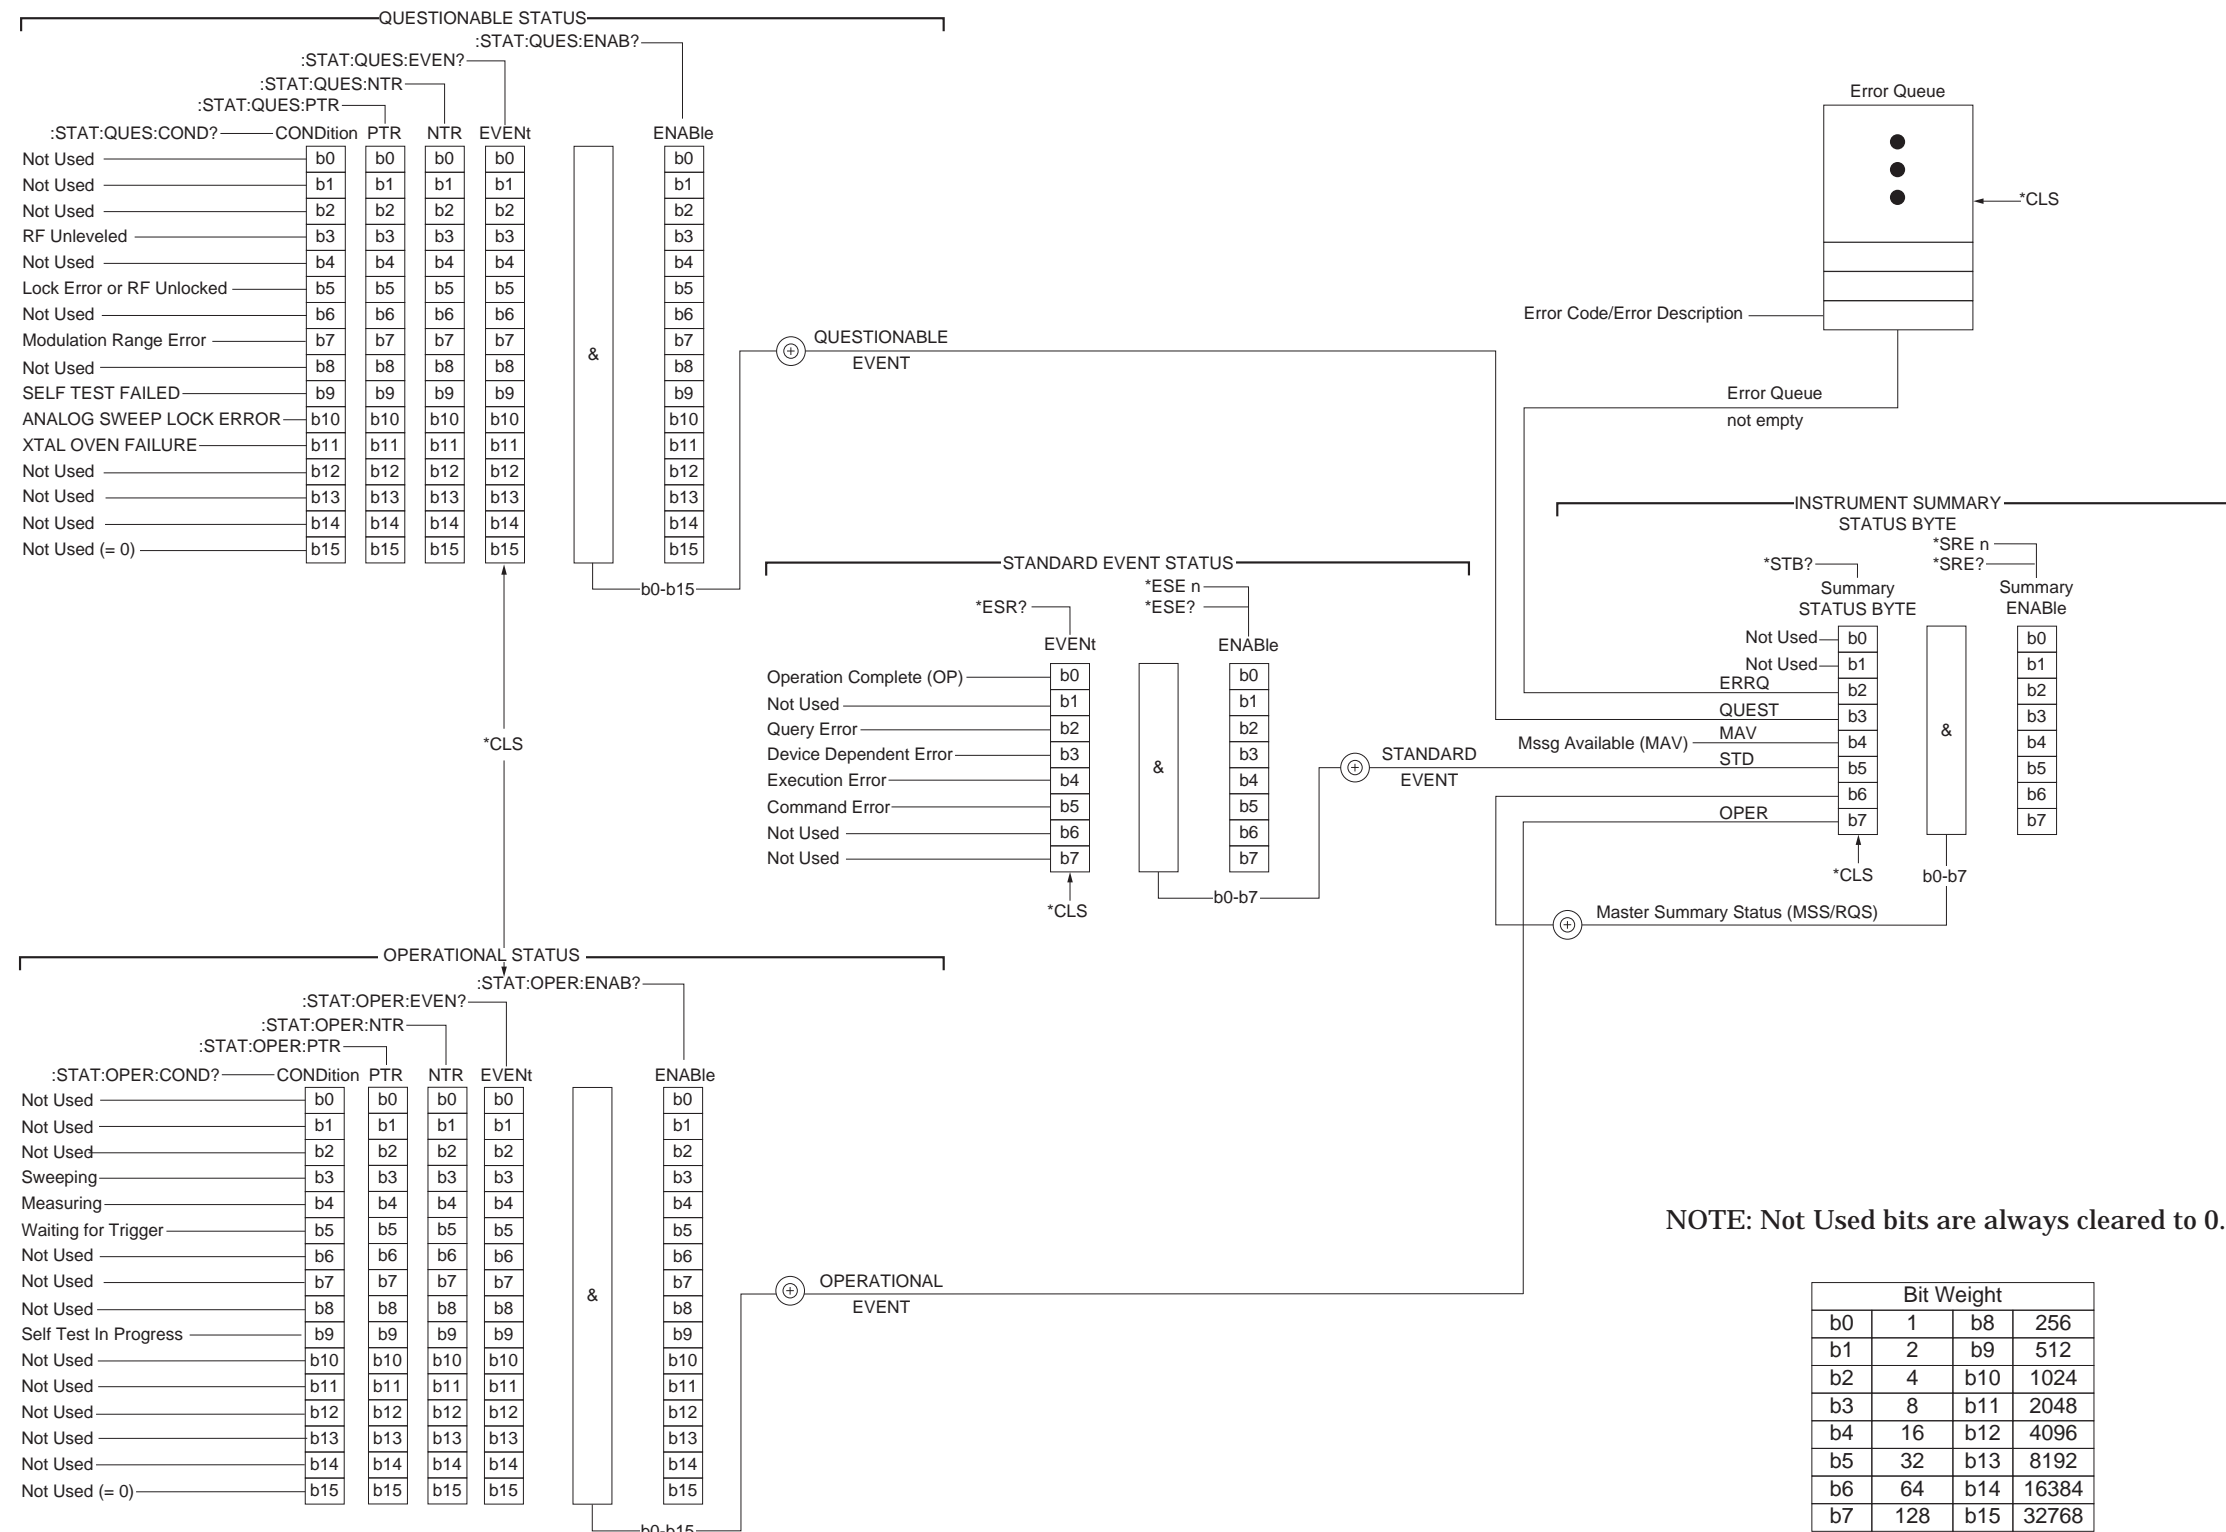 QUESTIONABLE STATUS
:STAT:QUES:ENAB?
:STAT:QUES:EVEN?
:STAT:QUES:NTR
:STAT:QUES:PTR
:STAT:QUES:COND? CONDition PTR NTR EVENt ENABle
Not Used b0 b0 b0 b0 b0
Not Used b1 b1 b1 b1 b1
Not Used b2 b2 b2 b2 b2
RF Unleveled b3 b3 b3 b3 b3
Not Used b4 b4 b4 b4 b4
Lock Error or RF Unlocked b5 b5 b5 b5 b5
Not Used b6 b6 b6 b6 b6
Modulation Range Error b7 b7 b7 b7 b7
&
Not Used b8 b8 b8 b8 b8
SELF TEST FAILED b9 b9 b9 b9 b9
ANALOG SWEEP LOCK ERROR b10 b10 b10 b10 b10
XTAL OVEN FAILURE b11 b11 b11 b11 b11
Not Used b12 b12 b12 b12 b12
Not Used b13 b13 b13 b13 b13
Not Used b14 b14 b14 b14 b14
Not Used (= 0) b15 b15 b15 b15 b15
b0-b15
QUESTIONABLE
EVENT
*CLS
Error Queue
*CLS
Error Code/Error Description
Error Queue
not empty
STANDARD EVENT STATUS
*ESE n
*ESR? *ESE?
EVENt ENABle
Operation Complete (OP) b0 b0
Not Used b1 b1
Query Error b2 b2
Device Dependent Error b3 b3
&
Execution Error b4 b4
Command Error b5 b5
Not Used b6 b6
Not Used b7 b7
*CLS
b0-b7
STANDARD
EVENT
INSTRUMENT SUMMARY
STATUS BYTE
*SRE n
*STB? *SRE?
Summary Summary
STATUS BYTE ENABle
Not Used b0 b0
Not Used b1 b1
ERRQ b2 b2
QUEST b3 b3
&
Mssg Available (MAV) MAV b4 b4
STD b5 b5
b6 b6
OPER b7 b7
*CLS b0-b7
Master Summary Status (MSS/RQS)
OPERATIONAL STATUS
:STAT:OPER:ENAB?
:STAT:OPER:EVEN?
:STAT:OPER:NTR
:STAT:OPER:PTR
:STAT:OPER:COND? CONDition PTR NTR EVENt ENABle
Not Used b0 b0 b0 b0 b0
Not Used b1 b1 b1 b1 b1
Not Used b2 b2 b2 b2 b2
Sweeping b3 b3 b3 b3 b3
Measuring b4 b4 b4 b4 b4
Waiting for Trigger b5 b5 b5 b5 b5
Not Used b6 b6 b6 b6 b6
Not Used b7 b7 b7 b7 b7
&
Not Used b8 b8 b8 b8 b8
Self Test In Progress b9 b9 b9 b9 b9
Not Used b10 b10 b10 b10 b10
Not Used b11 b11 b11 b11 b11
Not Used b12 b12 b12 b12 b12
Not Used b13 b13 b13 b13 b13
Not Used b14 b14 b14 b14 b14
Not Used (= 0) b15 b15 b15 b15 b15
b0-b15
OPERATIONAL
EVENT
NOTE: Not Used bits are always cleared to 0.
Bit Weight
b0 1 b8 256
b1 2 b9 512
b2 4 b10 1024
b3 8 b11 2048
b4 16 b12 4096
b5 32 b13 8192
b6 64 b14 16384
b7 128 b15 32768